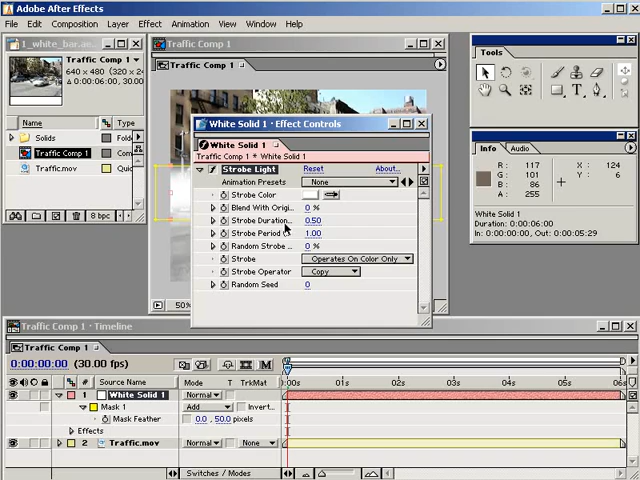 Adobe After Effects
File Edit Composition Layer Effect Animation View Window Help
1_white_bar.ae...
Traffic Comp 1
640 x 480 (320 x 24
Δ 0:00:06:00, 30.00
Name Type
Solids Folde
Traffic Comp 1 Comp
Traffic.mov Quic
8 bpc
Traffic Comp 1
Traffic Comp 1
50%
White Solid 1 · Effect Controls
White Solid 1
Traffic Comp 1 * White Solid 1
Strobe Light Reset About...
Animation Presets None
Strobe Color
Blend With Origi... 0 %
Strobe Duration... 0.50
Strobe Period 1.00
Random Strobe ... 0 %
Strobe Operates On Color Only
Strobe Operator Copy
Random Seed 0
Tools
Info Audio
R : 117 X : 124
G : 101 Y : 6
B : 86
A : 255
White Solid 1
Duration: 0:00:06:00
In: 0:00:00:00, Out: 0:00:05:29
Traffic Comp 1 · Timeline
Traffic Comp 1
0:00:00:00 (30.00 fps)
# Source Name Mode T TrkMat :00s 01s 02s 03s 04s 05s 06s
1 White Solid 1 Normal
Mask 1 Add Invert...
Mask Feather 0.0, 50.0 pixels
Effects
2 Traffic.mov Normal None
Switches / Modes